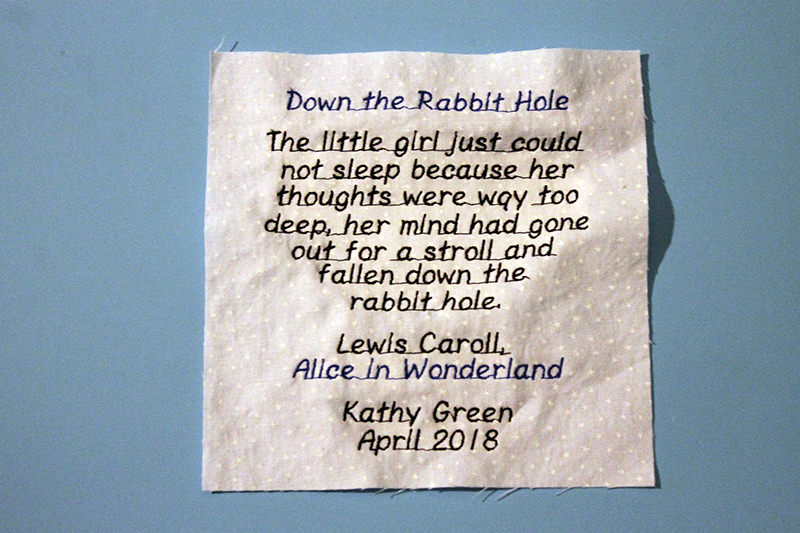 Down the Rabbit Hole
The little girl just could
not sleep because her
thoughts were way too
deep, her mind had gone
out for a stroll and
fallen down the
rabbit hole.
Lewis Caroll,
Alice in Wonderland
Kathy Green
April 2018